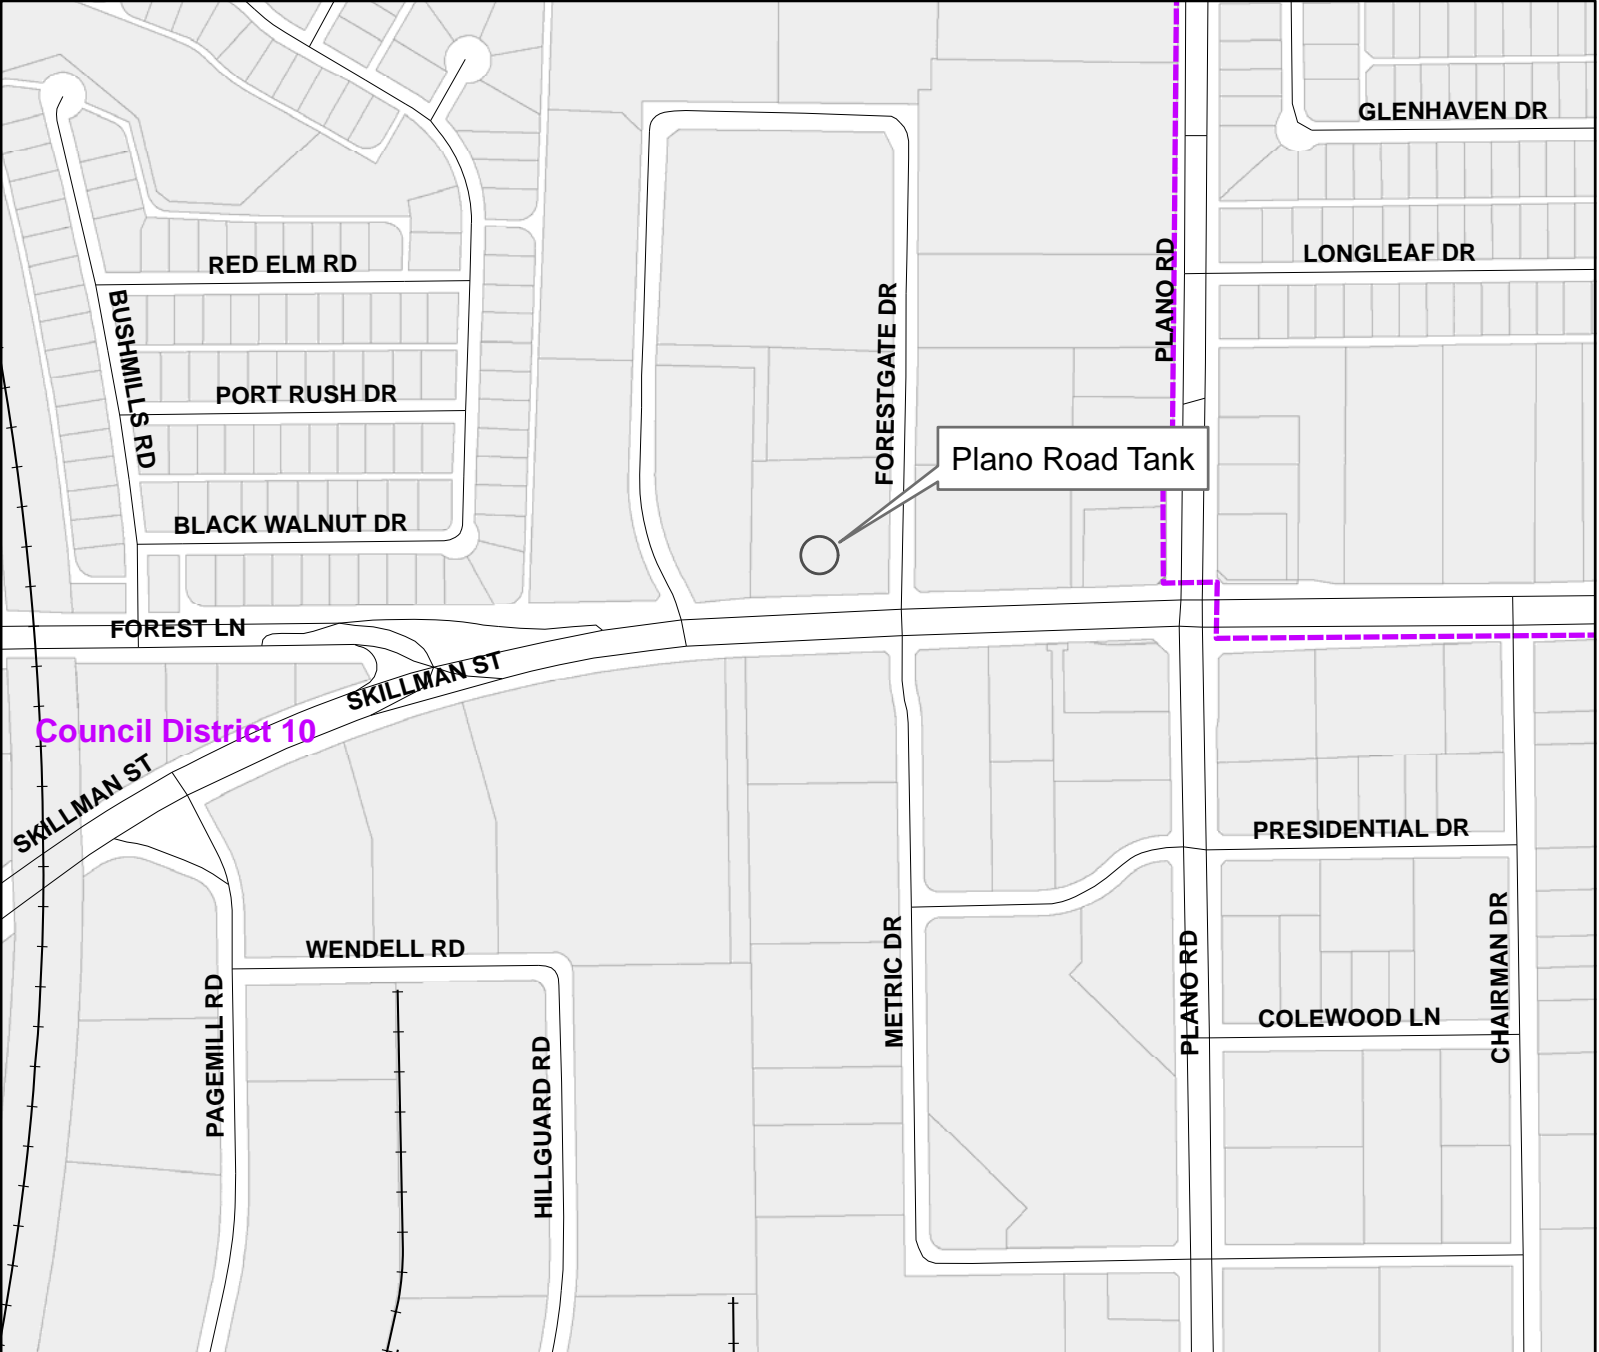 GLENHAVEN DR
LONGLEAF DR
PLANO RD
RED ELM RD
BUSHMILLS RD
FORESTGATE DR
PORT RUSH DR
Plano Road Tank
BLACK WALNUT DR
FOREST LN
SKILLMAN ST
Council District 10
SKILLMAN ST
PRESIDENTIAL DR
WENDELL RD
METRIC DR
PLANO RD
CHAIRMAN DR
PAGEMILL RD
COLEWOOD LN
HILLGUARD RD